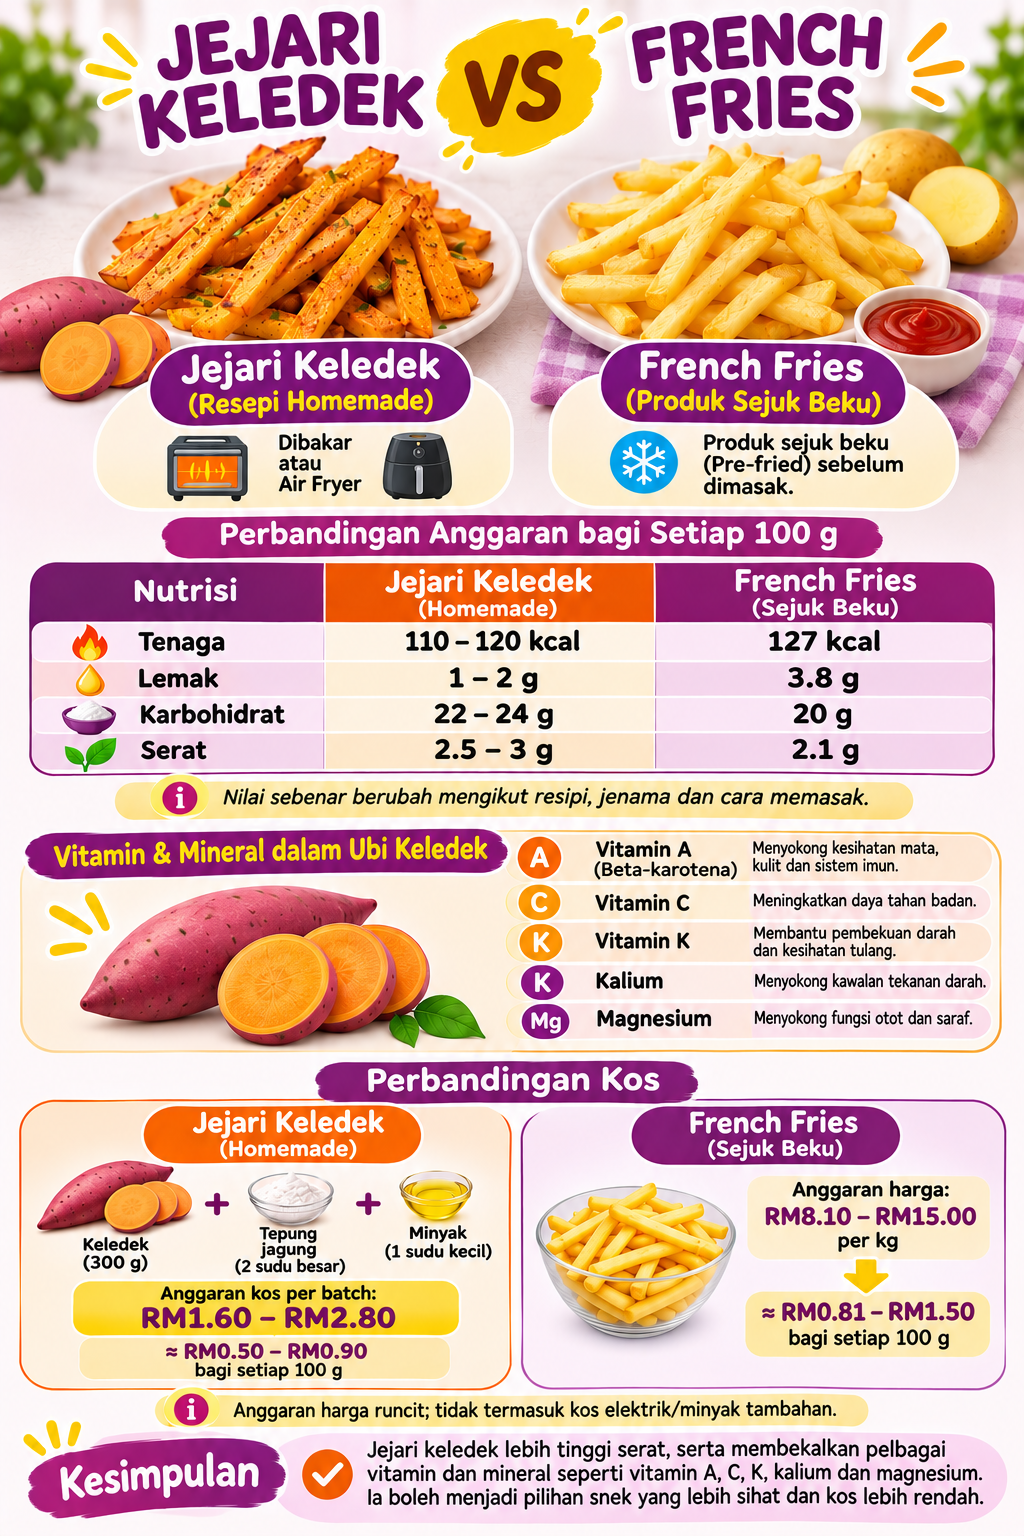 JEJARI
KELEDEK
VS
FRENCH
FRIES
Jejari Keledek
(Resepi Homemade)
Dibakar
atau
Air Fryer
French Fries
(Produk Sejuk Beku)
Produk sejuk beku
(Pre-fried) sebelum
dimasak.
Perbandingan Anggaran bagi Setiap 100 g
Nutrisi
Jejari Keledek
(Homemade)
French Fries
(Sejuk Beku)
Tenaga 110 – 120 kcal 127 kcal
Lemak 1 – 2 g 3.8 g
Karbohidrat 22 – 24 g 20 g
Serat 2.5 – 3 g 2.1 g
i Nilai sebenar berubah mengikut resipi, jenama dan cara memasak.
Vitamin & Mineral dalam Ubi Keledek
A Vitamin A
(Beta-karotena)
Menyokong kesihatan mata,
kulit dan sistem imun.
C Vitamin C Meningkatkan daya tahan badan.
K Vitamin K
Membantu pembekuan darah
dan kesihatan tulang.
K Kalium Menyokong kawalan tekanan darah.
Mg Magnesium Menyokong fungsi otot dan saraf.
Perbandingan Kos
Jejari Keledek
(Homemade)
+ +
Keledek
(300 g)
Tepung
jagung
(2 sudu besar)
Minyak
(1 sudu kecil)
Anggaran kos per batch:
RM1.60 – RM2.80
≈ RM0.50 – RM0.90
bagi setiap 100 g
French Fries
(Sejuk Beku)
Anggaran harga:
RM8.10 – RM15.00
per kg
≈ RM0.81 – RM1.50
bagi setiap 100 g
i Anggaran harga runcit; tidak termasuk kos elektrik/minyak tambahan.
Kesimpulan
Jejari keledek lebih tinggi serat, serta membekalkan pelbagai
vitamin dan mineral seperti vitamin A, C, K, kalium dan magnesium.
Ia boleh menjadi pilihan snek yang lebih sihat dan kos lebih rendah.